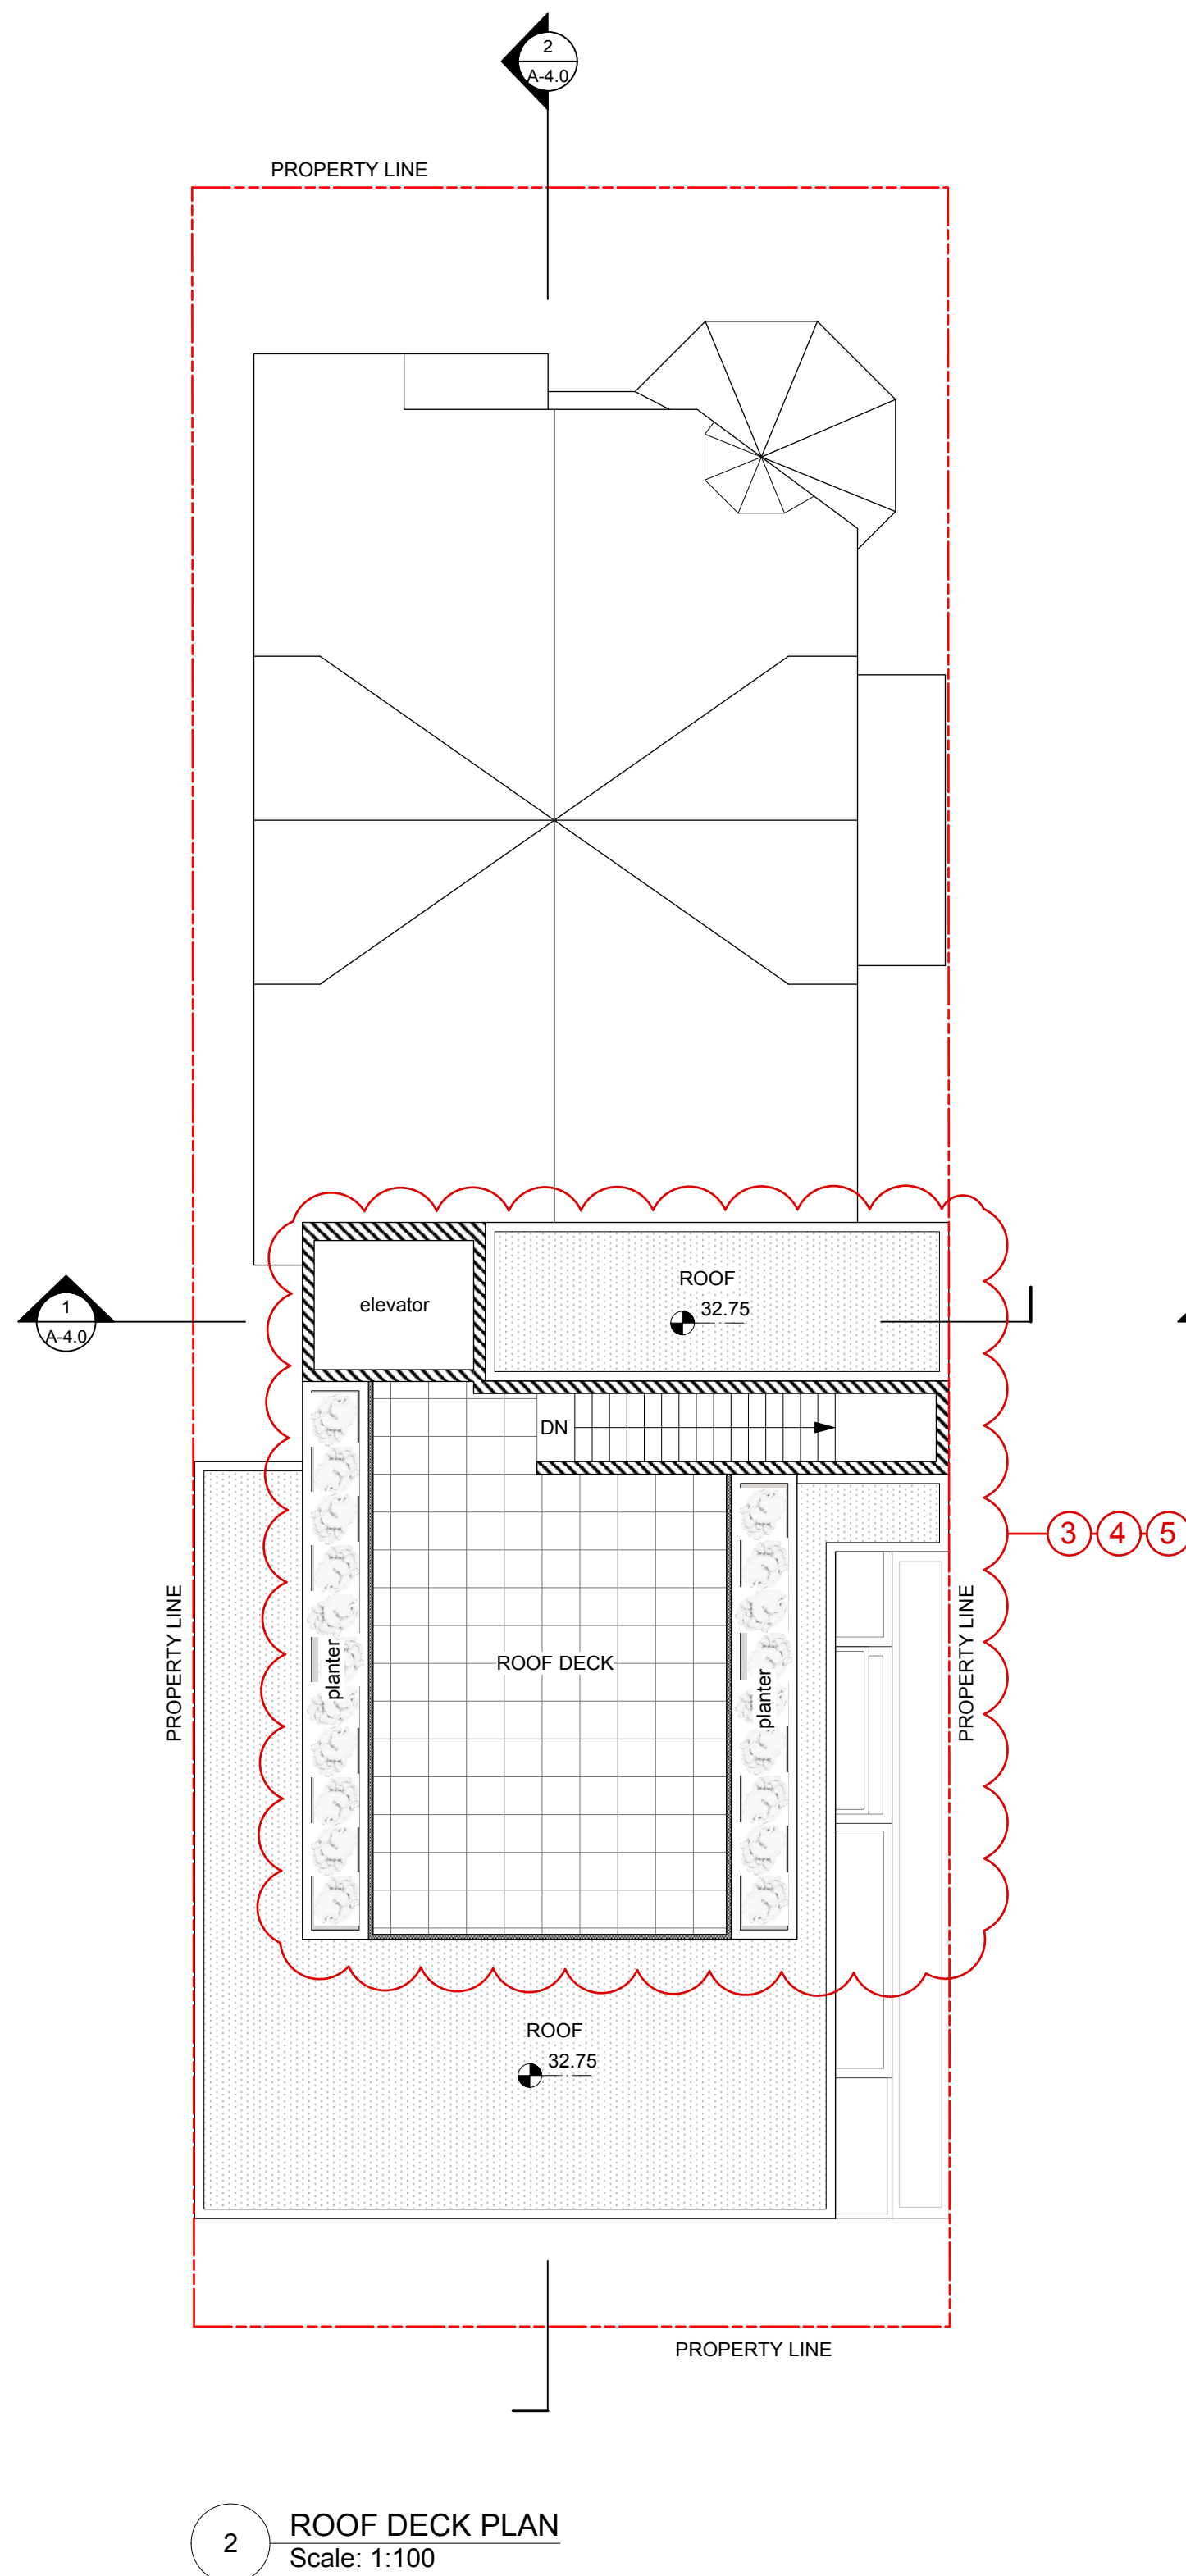 2
A-4.0
PROPERTY LINE
ROOF
32.75
elevator
1
A-4.0
DN
3 4 5
PROPERTY LINE
planter
ROOF DECK
planter
PROPERTY LINE
ROOF
32.75
PROPERTY LINE
2
ROOF DECK PLAN
Scale: 1:100